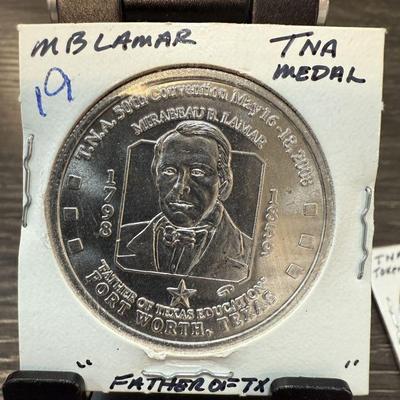 MB LAMAR
TNA
MEDAL
19
T.N.A. 50th Convention May 16-18, 2008
MIRABEAU B. LAMAR
1798
"FATHER OF TEXAS EDUCATION"
FORT WORTH, TEXAS
"FATHER OF TX"
TNA